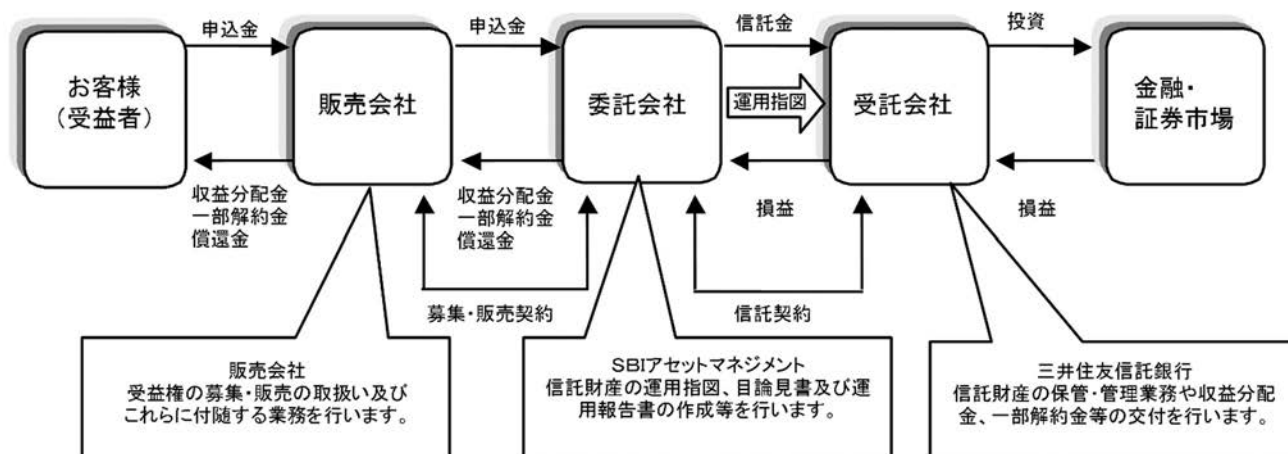 申込金
申込金
信託金
投資
お客様
(受益者)
販売会社
委託会社
運用指図
受託会社
金融・
証券市場
収益分配金
一部解約金
償還金
収益分配金
一部解約金
償還金
損益
損益
募集・販売契約
信託契約
販売会社
受益権の募集・販売の取扱い及び
これらに付随する業務を行います。
SBIアセットマネジメント
信託財産の運用指図、目論見書及び運
用報告書の作成等を行います。
三井住友信託銀行
信託財産の保管・管理業務や収益分配
金、一部解約金等の交付を行います。